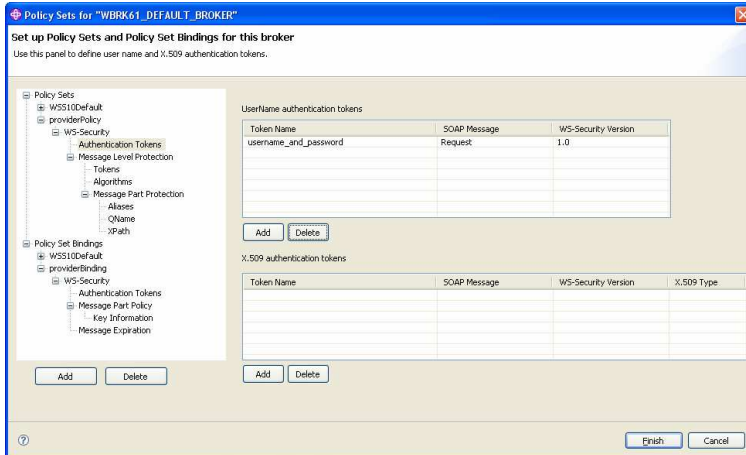 Policy Sets for "WBRK61_DEFAULT_BROKER"
Set up Policy Sets and Policy Set Bindings for this broker
Use this panel to define user name and X.509 authentication tokens.
Policy Sets
WSS10Default
providerPolicy
WS-Security
Authentication Tokens
Message Level Protection
Tokens
Algorithms
Message Part Protection
Aliases
QName
XPath
Policy Set Bindings
WSS10Default
providerBinding
WS-Security
Authentication Tokens
Message Part Policy
Key Information
Message Expiration
Add Delete
UserName authentication tokens
Token Name SOAP Message WS-Security Version
username_and_password Request 1.0
Add Delete
X.509 authentication tokens
Token Name SOAP Message WS-Security Version X.509 Type
Add Delete
? Finish Cancel